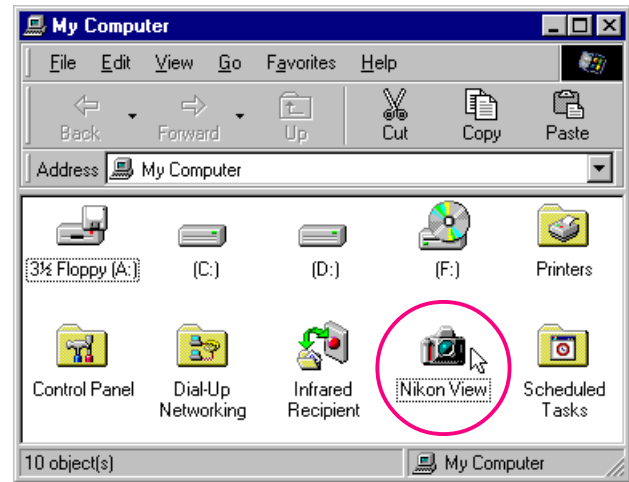 My Computer
File Edit View Go Favorites Help
Back Forward Up Cut Copy Paste
Address My Computer
3½ Floppy (A:) (C:) (D:) (F:) Printers
Control Panel Dial-Up Networking Infrared Recipient Nikon View Scheduled Tasks
10 object(s) My Computer